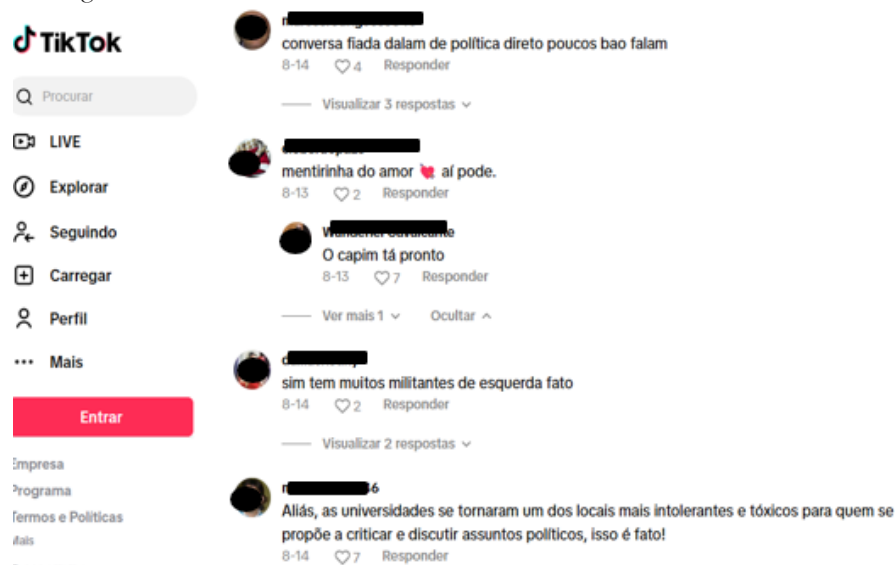 TikTok
Procurar
LIVE
Explorar
Seguindo
Carregar
Perfil
Mais
Entrar
Empresa
Programa
Termos e Políticas
Mais
conversa fiada dalam de política direto poucos bao falam
8-14 4 Responder
Visualizar 3 respostas
mentirinha do amor 💘 aí pode.
8-13 2 Responder
O capim tá pronto
8-13 7 Responder
Ver mais 1 Ocultar
sim tem muitos militantes de esquerda fato
8-14 2 Responder
Visualizar 2 respostas
Aliás, as universidades se tornaram um dos locais mais intolerantes e tóxicos para quem se
propõe a criticar e discutir assuntos políticos, isso é fato!
8-14 7 Responder